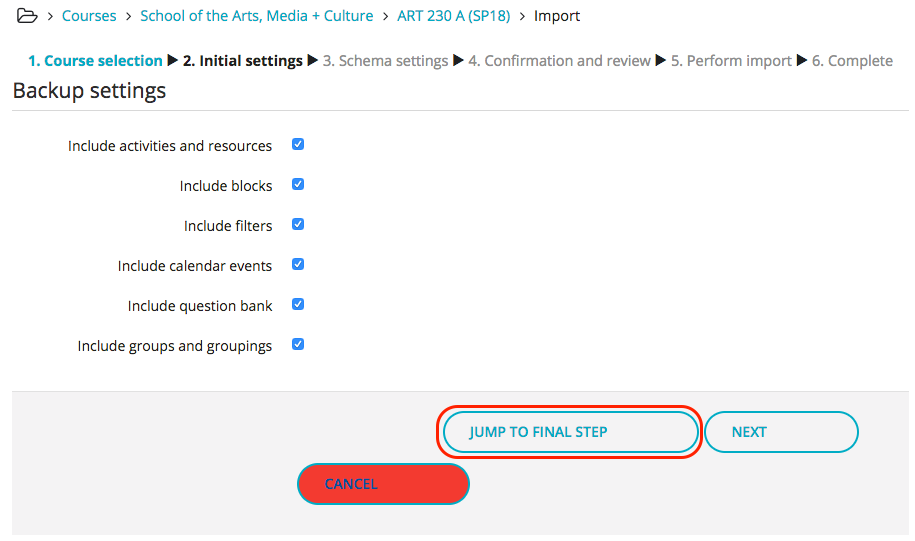 > Courses > School of the Arts, Media + Culture > ART 230 A (SP18) > Import
1. Course selection ▶ 2. Initial settings ▶ 3. Schema settings ▶ 4. Confirmation and review ▶ 5. Perform import ▶ 6. Complete
Backup settings
Include activities and resources
Include blocks
Include filters
Include calendar events
Include question bank
Include groups and groupings
JUMP TO FINAL STEP NEXT
CANCEL